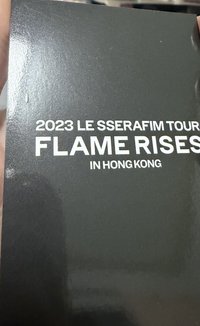 2023 LE SSERAFIM TOUR
FLAME RISES
IN HONG KONG